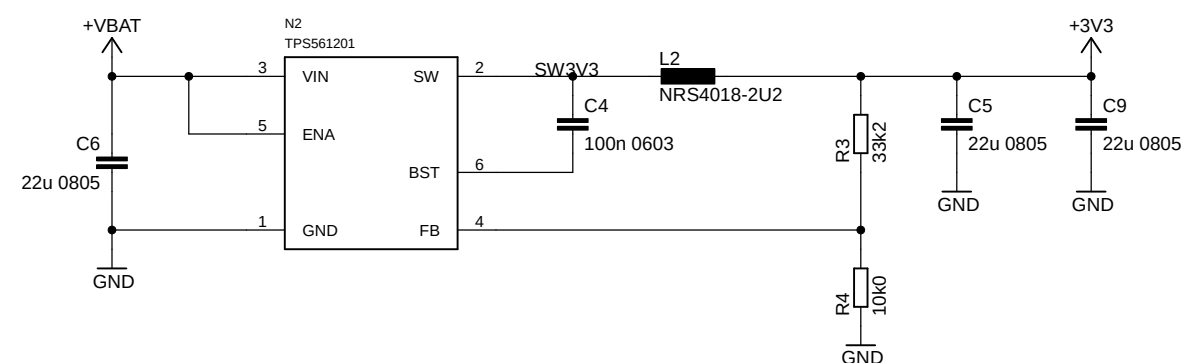 +VBAT
N2
TPS561201
+3V3
3
VIN
SW
2
SW3V3
L2
NRS4018-2U2
5
ENA
C4
100n 0603
C5
22u 0805
C9
22u 0805
R3
33k2
C6
22u 0805
BST
6
GND
GND
1
GND
FB
4
GND
R4
10k0
GND